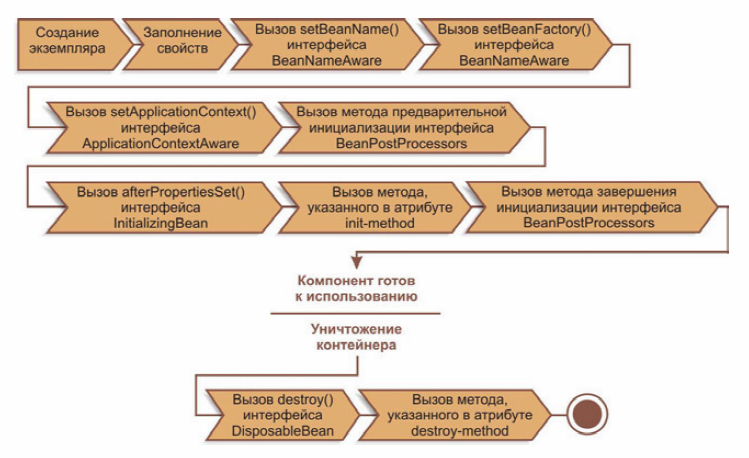 Создание
экземпляра
Заполнение
свойств
Вызов setBeanName()
интерфейса
BeanNameAware
Вызов setBeanFactory()
интерфейса
BeanNameAware
Вызов setApplicationContext()
интерфейса
ApplicationContextAware
Вызов метода предварительной
инициализации интерфейса
BeanPostProcessors
Вызов afterPropertiesSet()
интерфейса
InitializingBean
Вызов метода,
указанного в атрибуте
init-method
Вызов метода завершения
инициализации интерфейса
BeanPostProcessors
Компонент готов
к использованию
Уничтожение
контейнера
Вызов destroy()
интерфейса
DisposableBean
Вызов метода,
указанного в атрибуте
destroy-method